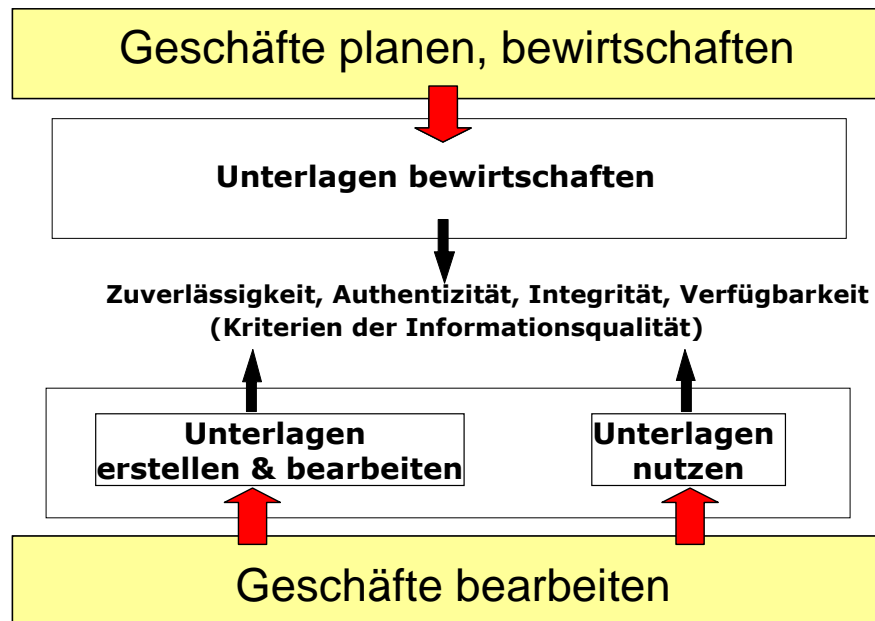 Geschäfte planen, bewirtschaften
Unterlagen bewirtschaften
Zuverlässigkeit, Authentizität, Integrität, Verfügbarkeit
(Kriterien der Informationsqualität)
Unterlagen
erstellen & bearbeiten
Unterlagen
nutzen
Geschäfte bearbeiten